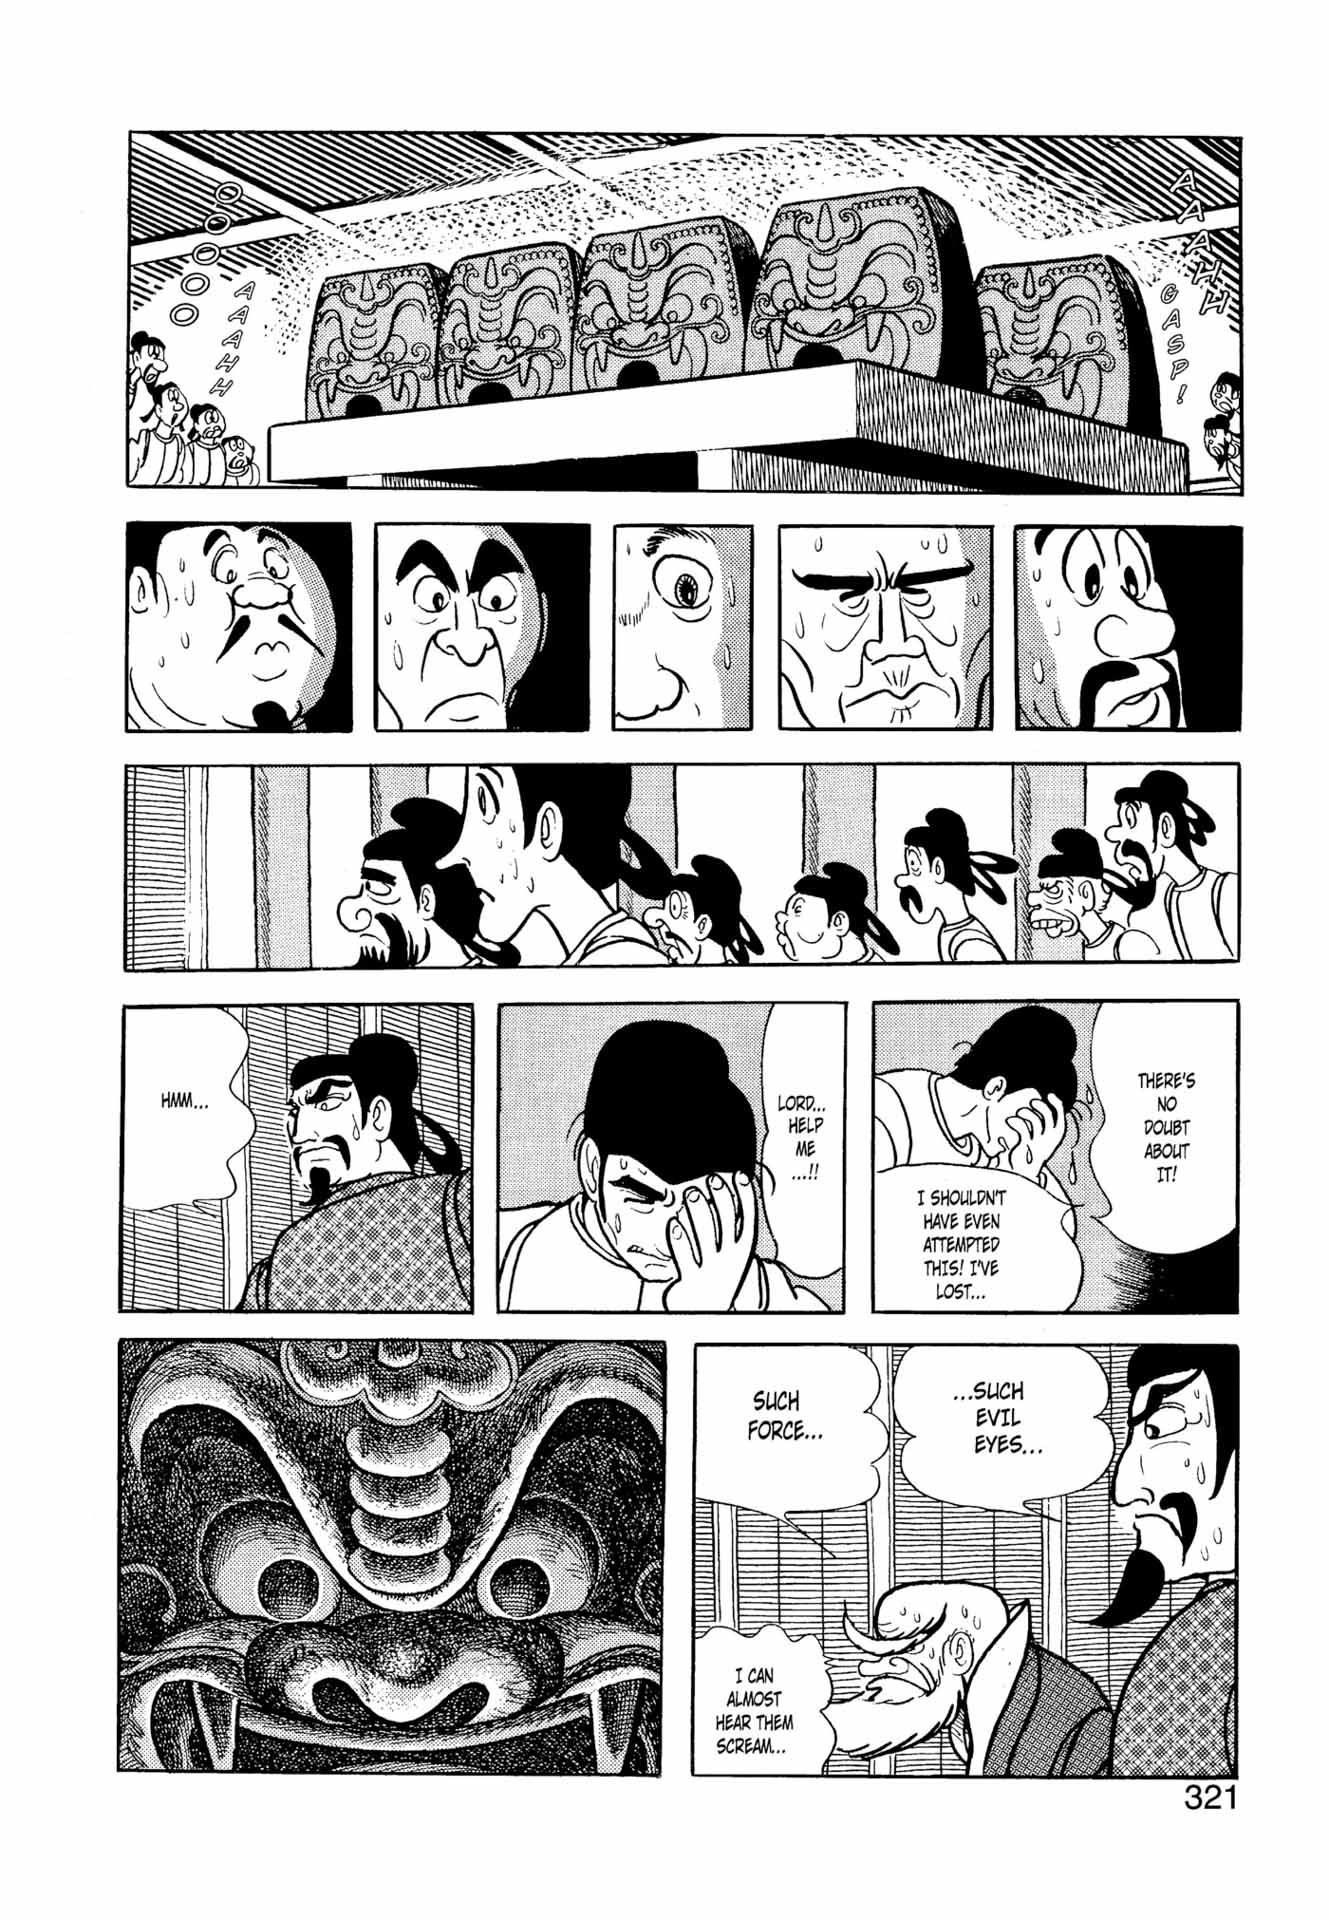 OOOOO
AAAHH
AAAHH
GASP!
HMM...
LORD...
HELP
ME
...!!
THERE'S
NO
DOUBT
ABOUT
IT!
I SHOULDN'T
HAVE EVEN
ATTEMPTED
THIS! I'VE
LOST...
SUCH
FORCE...
...SUCH
EVIL
EYES...
I CAN
ALMOST
HEAR THEM
SCREAM...
321